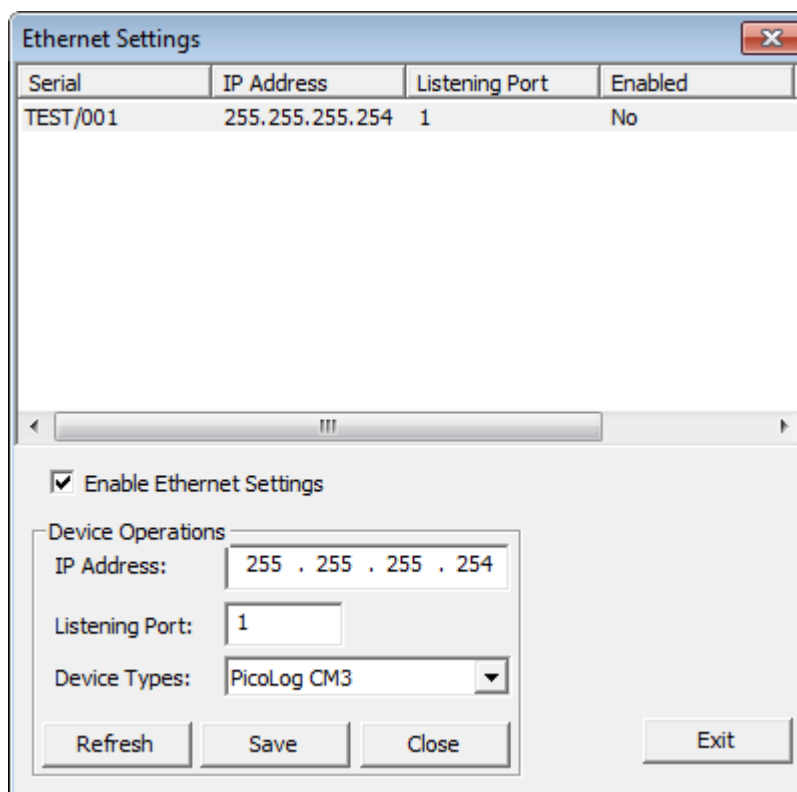 Ethernet Settings
Serial IP Address Listening Port Enabled
TEST/001 255.255.255.254 1 No
Enable Ethernet Settings
Device Operations
IP Address: 255 . 255 . 255 . 254
Listening Port: 1
Device Types: PicoLog CM3
Refresh Save Close Exit